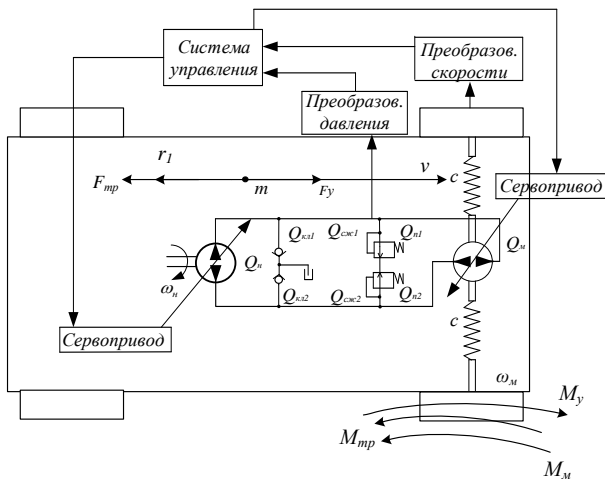 Система
управления
Преобразов.
скорости
Преобразов.
давления
Сервопривод
Fтр
r1
m
Fy
v
c
Qн
Qкл1
Qкл2
Qсж1
Qсж2
Qп1
Qп2
Qм
ωн
Сервопривод
c
ωм
Mу
Mтр
Mм